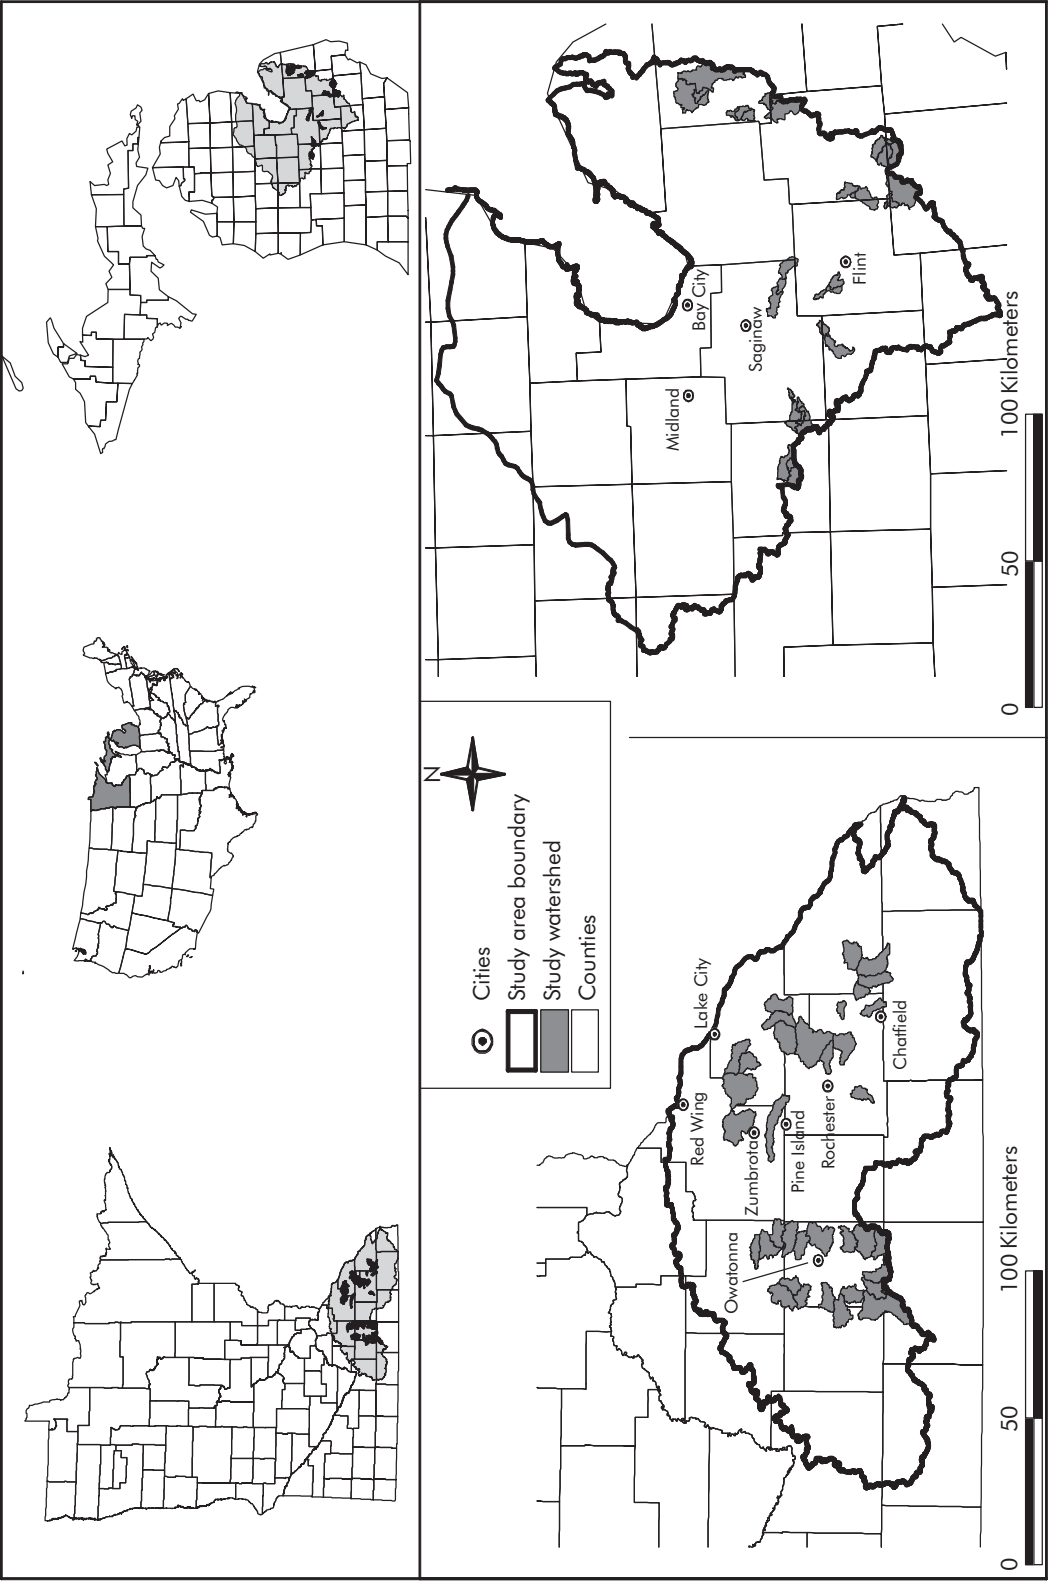 N
Cities
Study area boundary
Study watershed
Counties
Red Wing
Lake City
Zumbrota
Pine Island
Rochester
Owatonna
Chatfield
0
50
100 Kilometers
Midland
Bay City
Saginaw
Flint
0
50
100 Kilometers